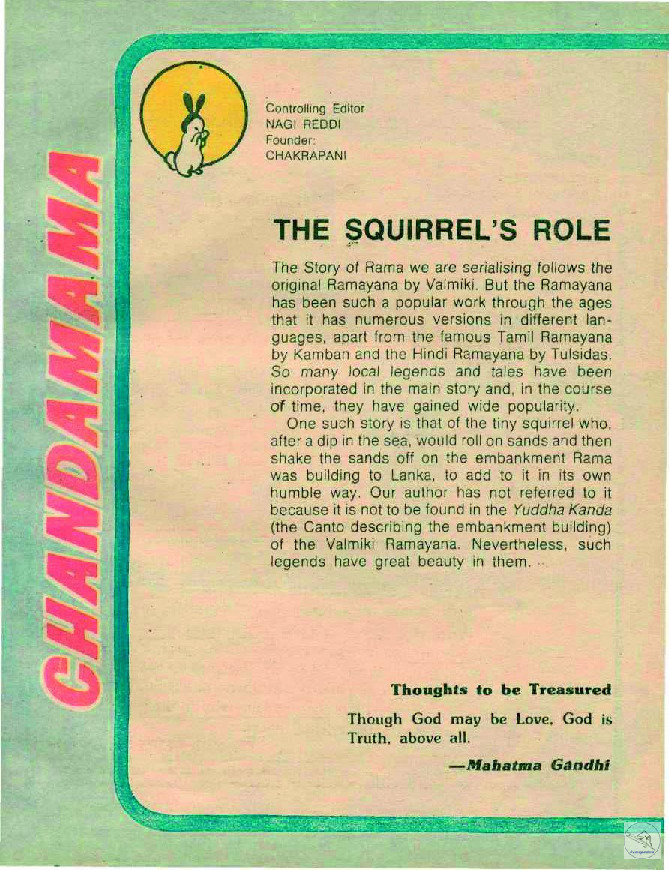 CHANDAMAMA
Controlling Editor
NAGI REDDI
Founder:
CHAKRAPANI
THE SQUIRREL'S ROLE
The Story of Rama we are serialising follows the
original Ramayana by Valmiki. But the Ramayana
has been such a popular work through the ages
that it has numerous versions in different lan-
guages, apart from the famous Tamil Ramayana
by Kamban and the Hindi Ramayana by Tulsidas.
So many local legends and tales have been
incorporated in the main story and, in the course
of time, they have gained wide popularity.
One such story is that of the tiny squirrel who,
after a dip in the sea, would roll on sands and then
shake the sands off on the embankment Rama
was building to Lanka, to add to it in its own
humble way. Our author has not referred to it
because it is not to be found in the Yuddha Kanda
(the Canto describing the embankment building)
of the Valmiki Ramayana. Nevertheless, such
legends have great beauty in them.
Thoughts to be Treasured
Though God may be Love, God is
Truth, above all.
—Mahatma Gandhi